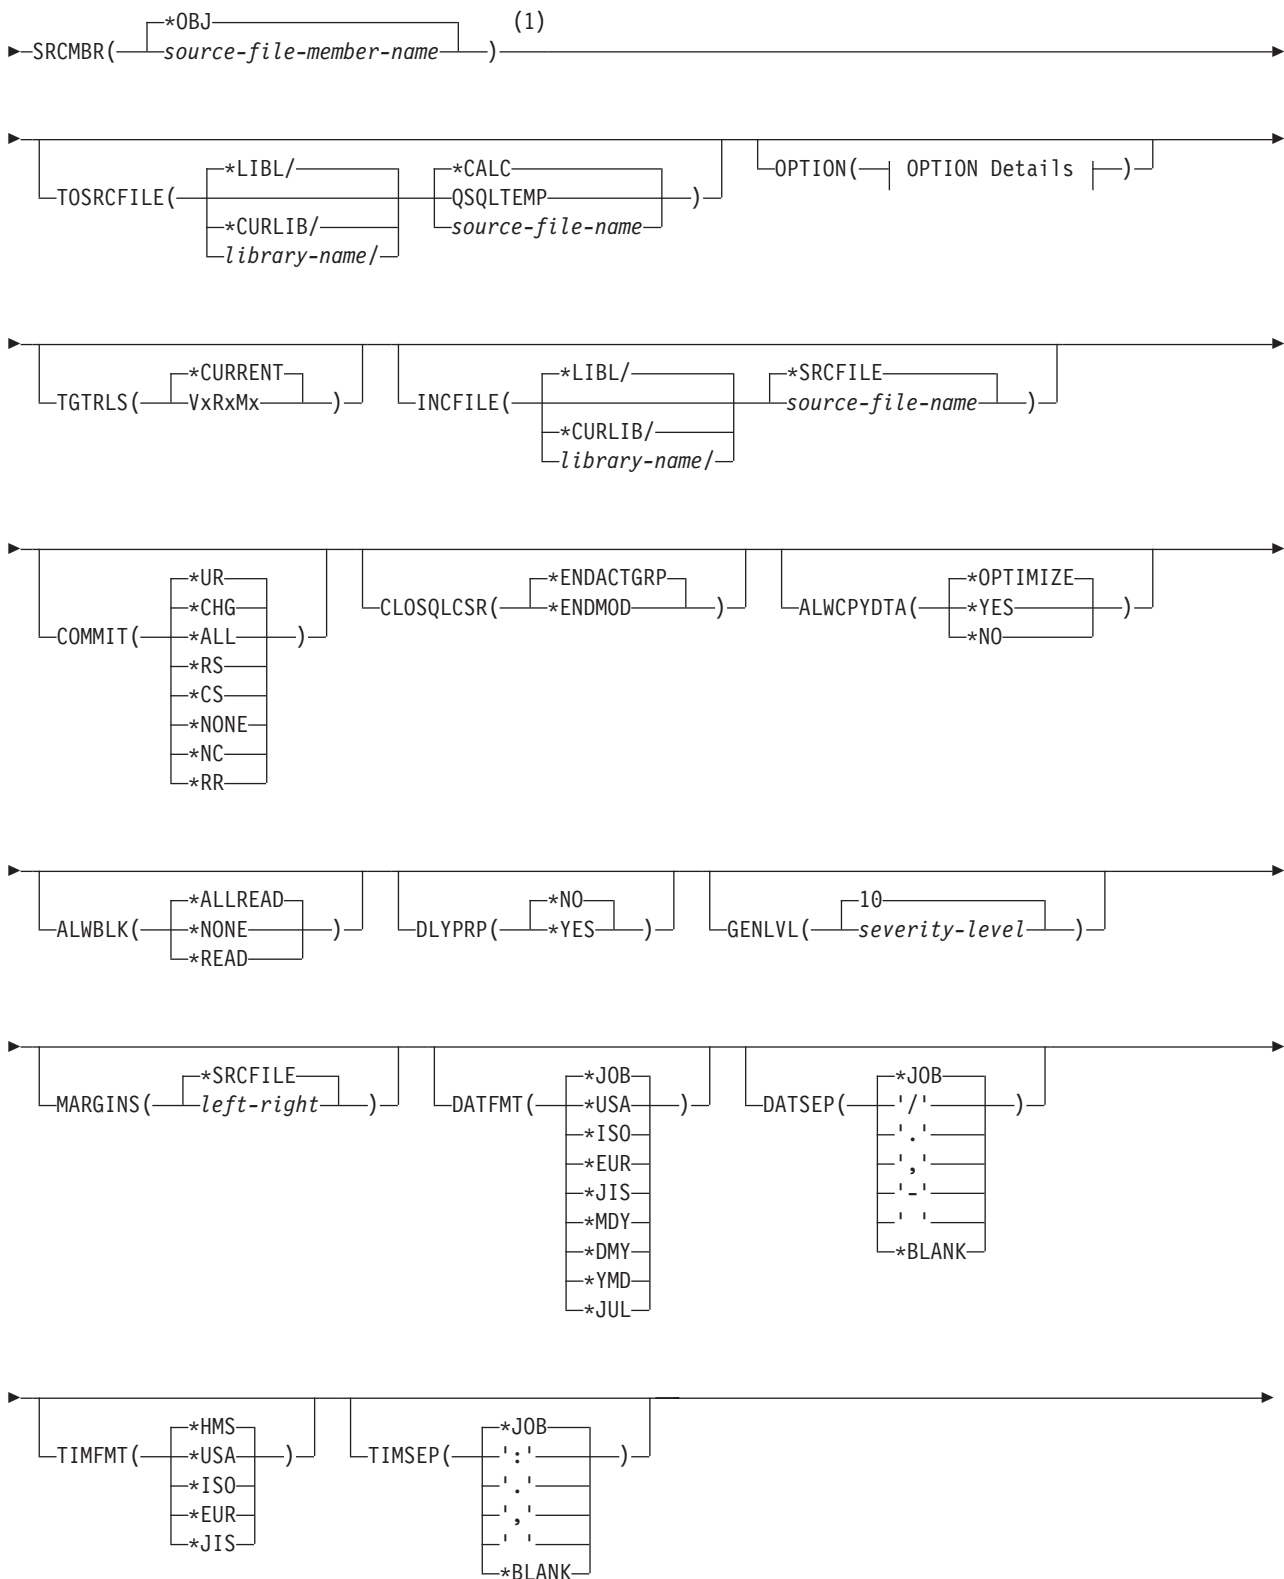 *OBJ (1)
SRCMBR( source-file-member-name )
*LIBL/ *CALC OPTION( OPTION Details )
TOSRCFILE( QSQLTEMP )
*CURLIB/ source-file-name
library-name/
*CURRENT *LIBL/ *SRCFILE
TGTRLS( VxRxMx ) INCFILE( source-file-name )
*CURLIB/
library-name/
*UR *ENDACTGRP *OPTIMIZE
*CHG CLOSQLCSR( *ENDMOD ) ALWCPYDTA( *YES )
COMMIT( *ALL ) *NO
*RS
*CS
*NONE
*NC
*RR
*ALLREAD *NO 10
ALWBLK( *NONE ) DLYPRP( *YES ) GENLVL( severity-level )
*READ
*SRCFILE *JOB *JOB
MARGINS( left-right ) DATFMT( *USA ) DATSEP( '/' )
*ISO '.'
*EUR ','
*JIS '-'
*MDY ' '
*DMY *BLANK
*YMD
*JUL
*HMS *JOB
TIMFMT( *USA ) TIMSEP( ':' )
*ISO '.'
*EUR ','
*JIS ' '
*BLANK